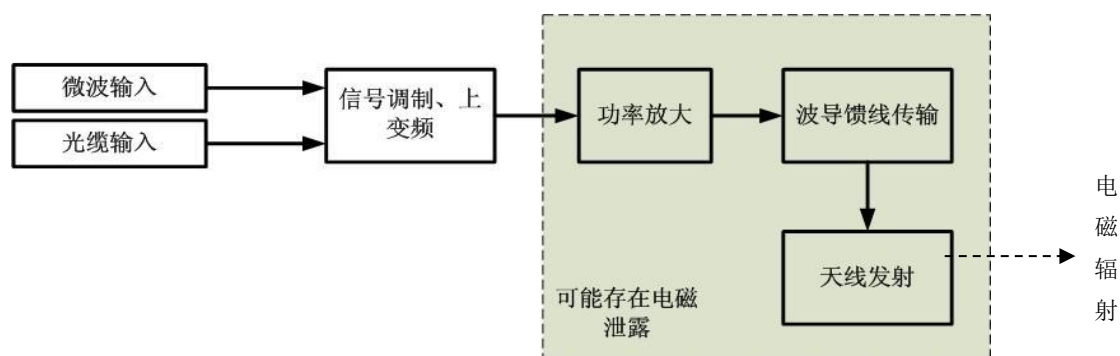 微波输入
光缆输入
信号调制、上
变频
功率放大
波导馈线传输
天线发射
可能存在电磁
泄露
电
磁
辐
射